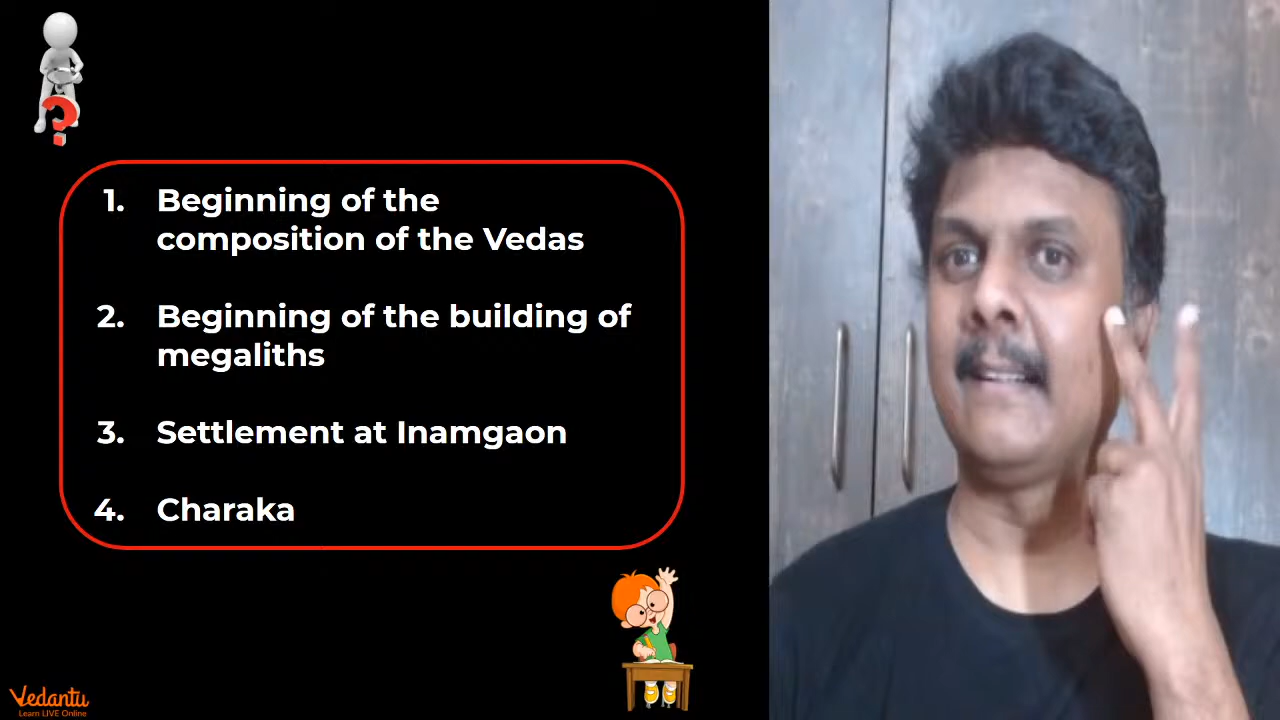 ?
1. Beginning of the
composition of the Vedas
2. Beginning of the building of
megaliths
3. Settlement at Inamgaon
4. Charaka
Vedantu
Learn LIVE Online